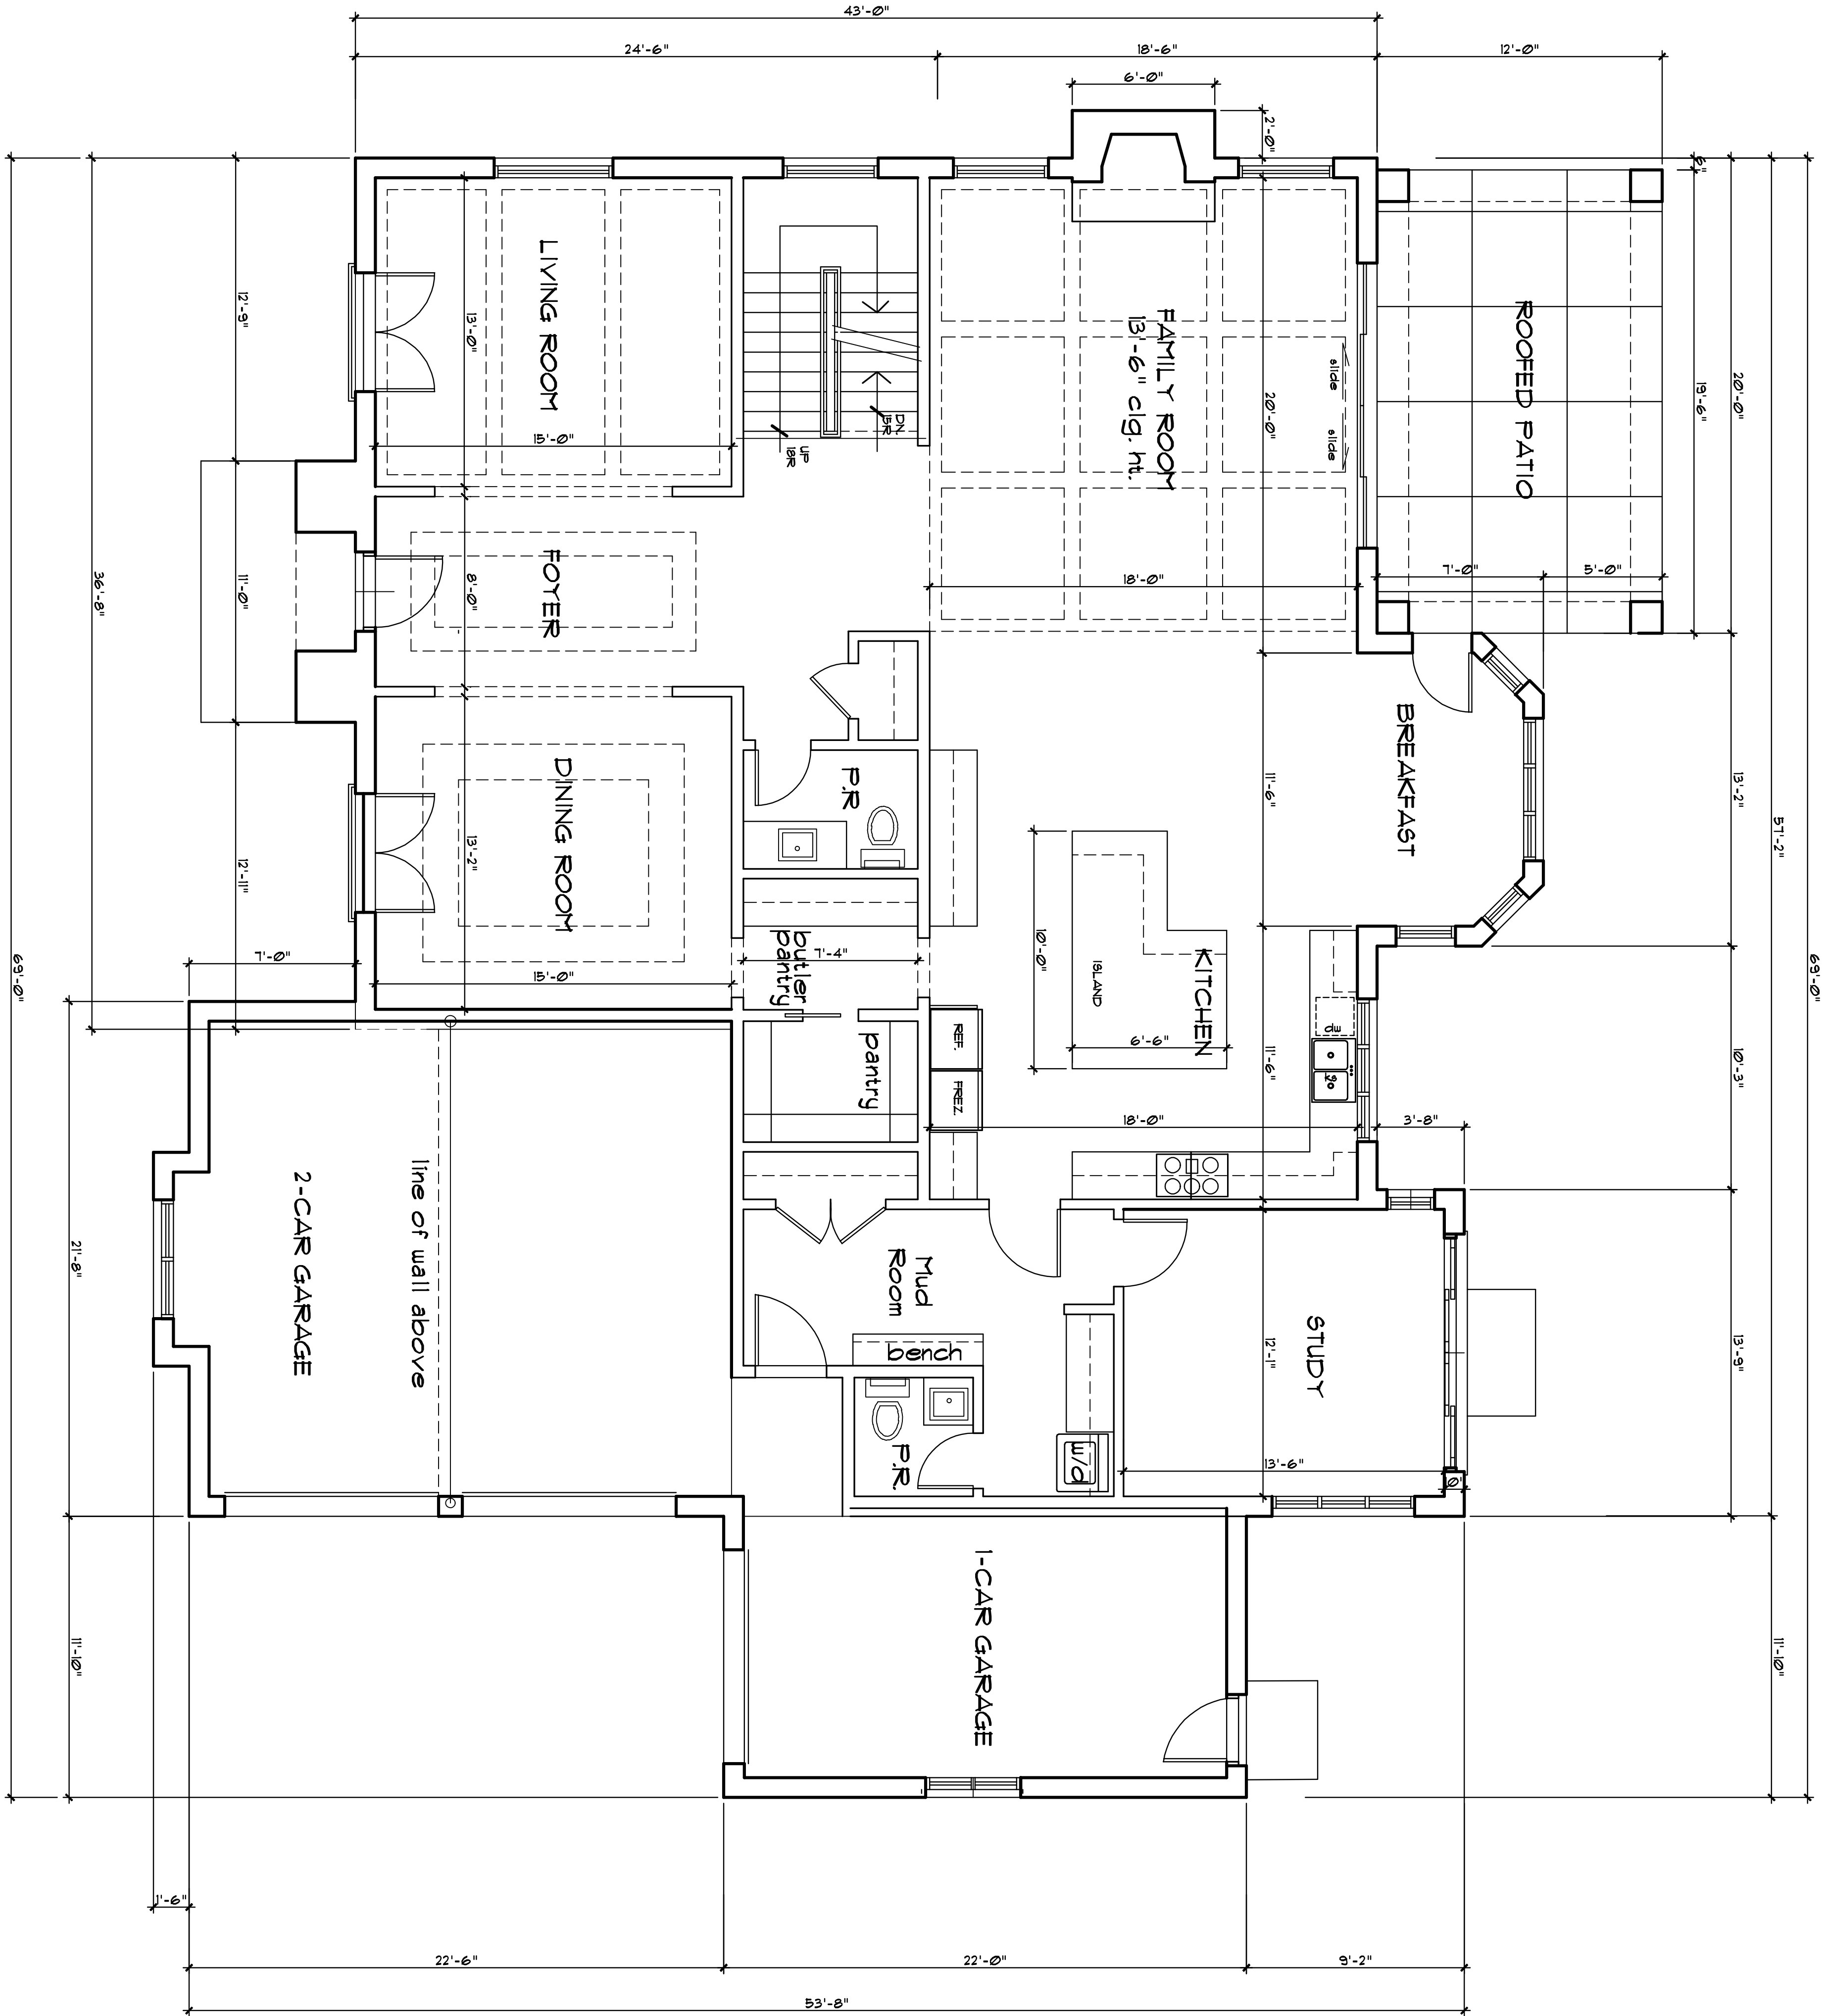 43'-0"
24'-6"
18'-6"
12'-0"
6'-0"
2'-0"
6"
19'-6"
20'-0"
13'-2"
57'-2"
69'-0"
10'-3"
13'-9"
11'-10"
69'-0"
36'-8"
12'-9"
11'-0"
12'-11"
21'-8"
11'-10"
LIVING ROOM
13'-0"
15'-0"
UP
18R
DN.
15R
FAMILY ROOM
13'-6" clg. ht.
20'-0"
18'-0"
slide
slide
ROOFED PATIO
7'-0"
5'-0"
FOYER
8'-0"
DINING ROOM
13'-2"
15'-0"
7'-0"
P.R
butler
pantry
7'-4"
pantry
BREAKFAST
11'-6"
KITCHEN
ISLAND
10'-0"
6'-6"
11'-6"
18'-0"
3'-8"
REF.
FREZ.
dw
ks
2-CAR GARAGE
line of wall above
Mud
Room
bench
P.R.
w/d
STUDY
12'-1"
13'-6"
1-CAR GARAGE
1'-6"
22'-6"
22'-0"
9'-2"
53'-8"